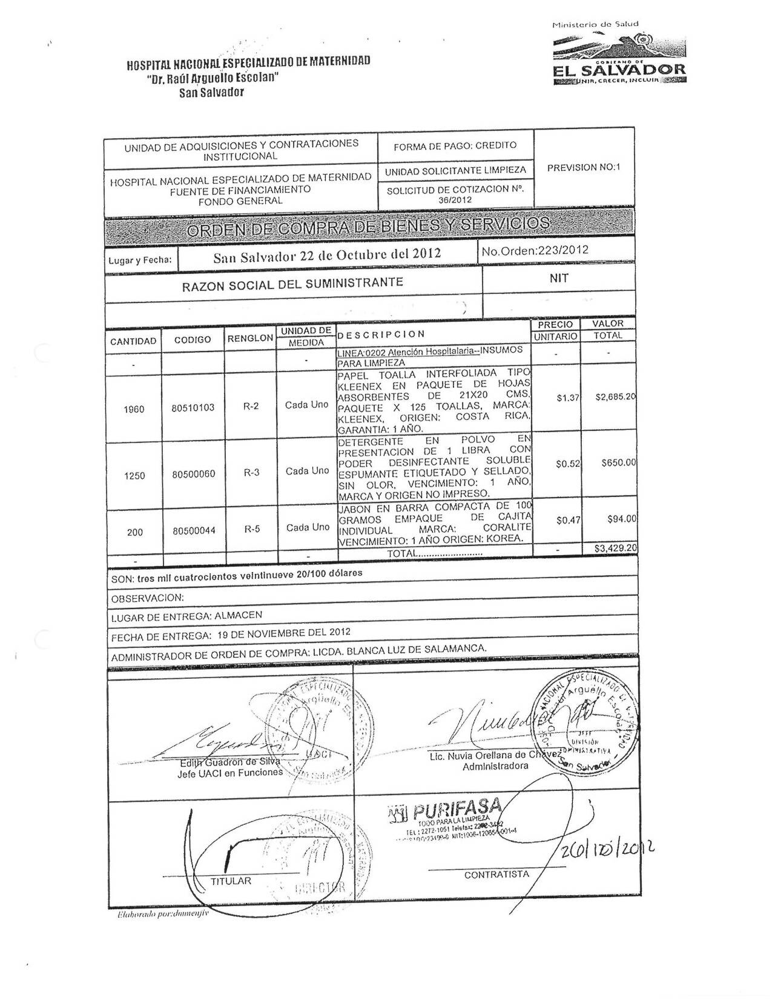 Ministerio de Salud
GOBIERNO DE
EL SALVADOR
UNIR, CRECER, INCLUIR
HOSPITAL NACIONAL ESPECIALIZADO DE MATERNIDAD
"Dr. Raúl Arguello Escolan"
San Salvador
UNIDAD DE ADQUISICIONES Y CONTRATACIONES
INSTITUCIONAL
FORMA DE PAGO: CREDITO
PREVISION NO:1
HOSPITAL NACIONAL ESPECIALIZADO DE MATERNIDAD
FUENTE DE FINANCIAMIENTO
FONDO GENERAL
UNIDAD SOLICITANTE LIMPIEZA
SOLICITUD DE COTIZACION Nº.
36/2012
ORDEN DE COMPRA DE BIENES Y SERVICIOS
Lugar y Fecha:
San Salvador 22 de Octubre del 2012
No.Orden:223/2012
RAZON SOCIAL DEL SUMINISTRANTE
NIT
CANTIDAD
CODIGO
RENGLON
UNIDAD DE
MEDIDA
DESCRIPCION
PRECIO
UNITARIO
VALOR
TOTAL
-
-
LINEA:0202 Atención Hospitalaria--INSUMOS
PARA LIMPIEZA
-
-
1960
80510103
R-2
Cada Uno
PAPEL TOALLA INTERFOLIADA TIPO
KLEENEX EN PAQUETE DE HOJAS
ABSORBENTES DE 21X20 CMS.
PAQUETE X 125 TOALLAS, MARCA:
KLEENEX, ORIGEN: COSTA RICA.
GARANTIA: 1 AÑO.
$1.37
$2,685.20
1250
80500060
R-3
Cada Uno
DETERGENTE EN POLVO EN
PRESENTACION DE 1 LIBRA CON
PODER DESINFECTANTE SOLUBLE
ESPUMANTE ETIQUETADO Y SELLADO,
SIN OLOR, VENCIMIENTO: 1 AÑO,
MARCA Y ORIGEN NO IMPRESO.
$0.52
$650.00
200
80500044
R-5
Cada Uno
JABON EN BARRA COMPACTA DE 100
GRAMOS EMPAQUE DE CAJITA
INDIVIDUAL MARCA: CORALITE
VENCIMIENTO: 1 AÑO ORIGEN: KOREA.
$0.47
$94.00
-
-
TOTAL........................
-
$3,429.20
SON: tres mil cuatrocientos veintinueve 20/100 dólares
OBSERVACION:
LUGAR DE ENTREGA: ALMACEN
FECHA DE ENTREGA: 19 DE NOVIEMBRE DEL 2012
ADMINISTRADOR DE ORDEN DE COMPRA: LICDA. BLANCA LUZ DE SALAMANCA.
UACI
Edith Guadron de Silva
Jefe UACI en Funciones
NACIONAL ESPECIALIZADO DE MATERNIDAD
Arguello Escolan
JEFE
DIVISIÓN
ADMINISTRATIVA
San Salvador
Lic. Nuvia Orellana de Chávez
Administradora
DIRECTOR
TITULAR
PURIFASA
TODO PARA LA LIMPIEZA
TEL: 2272-1051 Telefax:
CONTRATISTA
Elaborado por:dmmenjiv